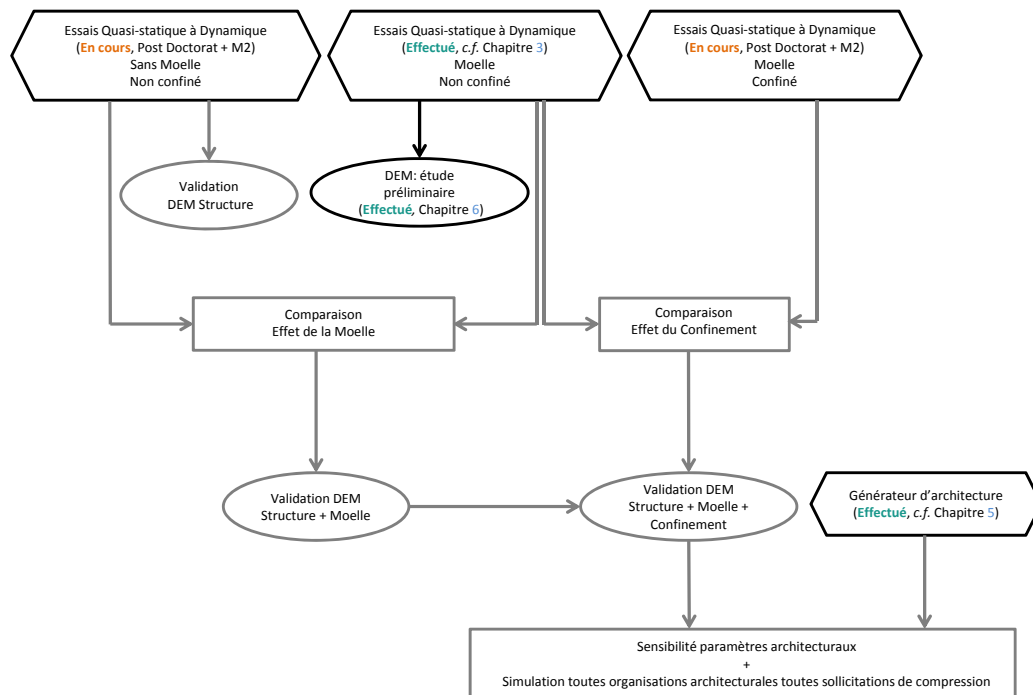 Essais Quasi-statique à Dynamique
(En cours, Post Doctorat + M2)
Sans Moelle
Non confiné
Essais Quasi-statique à Dynamique
(Effectué, c.f. Chapitre 3)
Moelle
Non confiné
Essais Quasi-statique à Dynamique
(En cours, Post Doctorat + M2)
Moelle
Confiné
Validation
DEM Structure
DEM: étude
préliminaire
(Effectué, Chapitre 6)
Comparaison
Effet de la Moelle
Comparaison
Effet du Confinement
Validation DEM
Structure + Moelle
Validation DEM
Structure + Moelle +
Confinement
Générateur d’architecture
(Effectué, c.f. Chapitre 5)
Sensibilité paramètres architecturaux
+
Simulation toutes organisations architecturales toutes sollicitations de compression